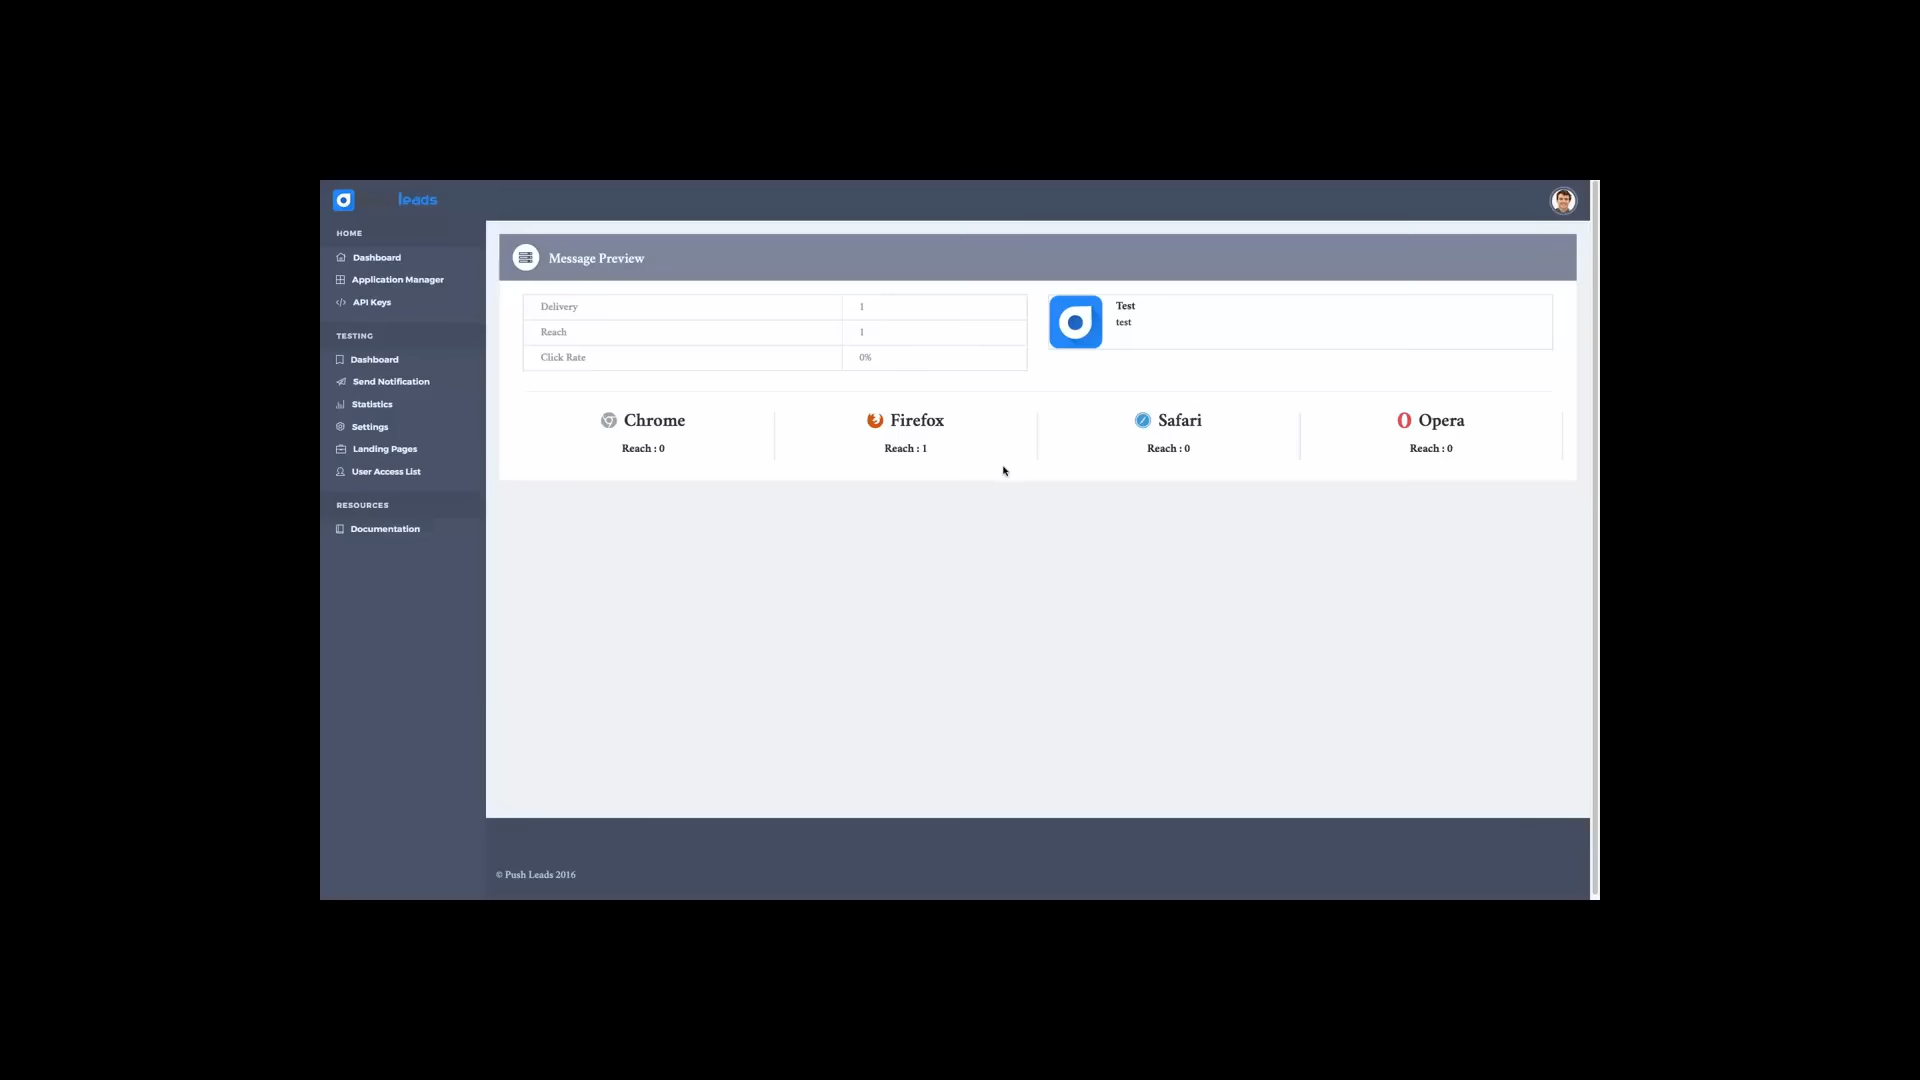 leads
HOME
Dashboard
Application Manager
API Keys
TESTING
Dashboard
Send Notification
Statistics
Settings
Landing Pages
User Access List
RESOURCES
Documentation
Message Preview
Delivery 1
Reach 1
Click Rate 0%
Test
test
Chrome
Reach : 0
Firefox
Reach : 1
Safari
Reach : 0
Opera
Reach : 0
© Push Leads 2016